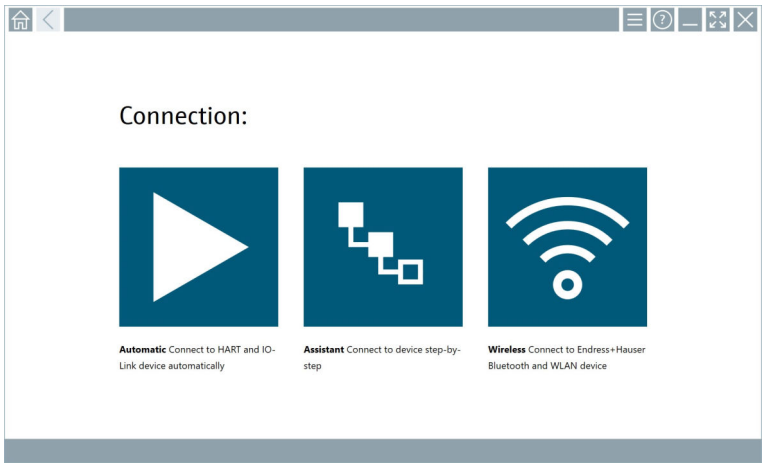 Connection:
Automatic Connect to HART and IO-
Link device automatically
Assistant Connect to device step-by-
step
Wireless Connect to Endress+Hauser
Bluetooth and WLAN device